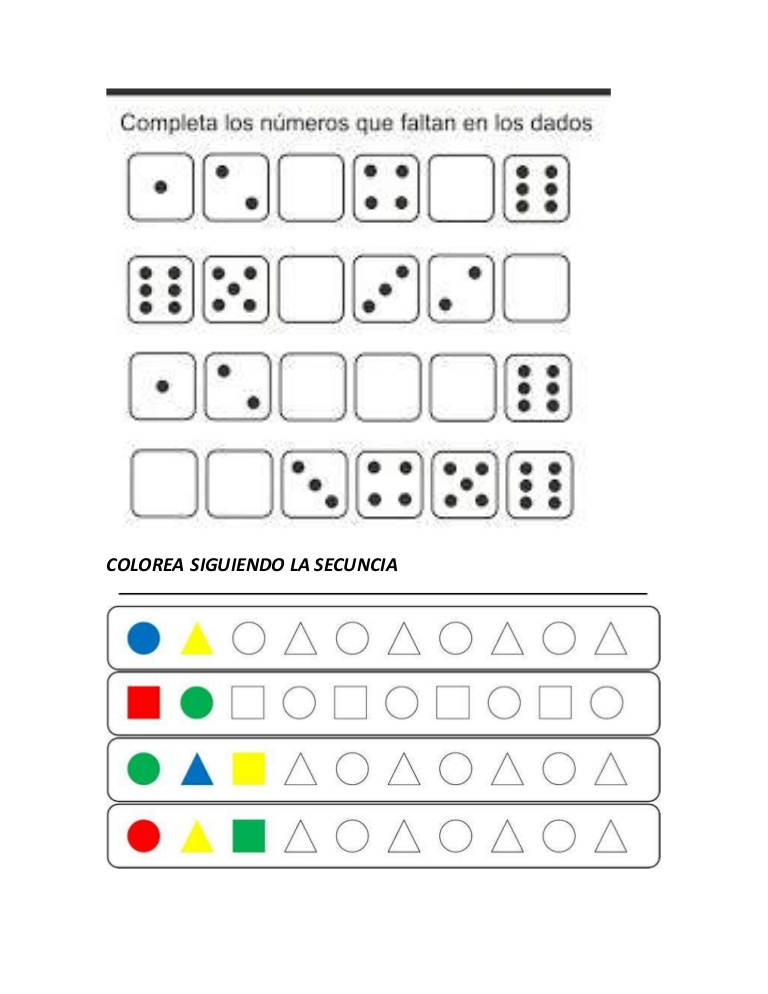 Completa los números que faltan en los dados
COLOREA SIGUIENDO LA SECUNCIA